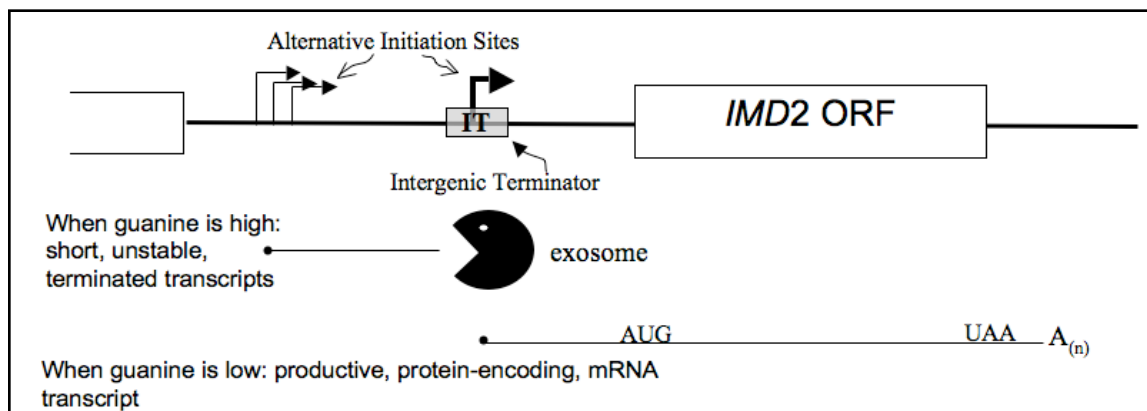 Alternative Initiation Sites
IT
IMD2 ORF
Intergenic Terminator
When guanine is high:
short, unstable,
terminated transcripts
exosome
AUG
UAA
A(n)
When guanine is low: productive, protein-encoding, mRNA
transcript